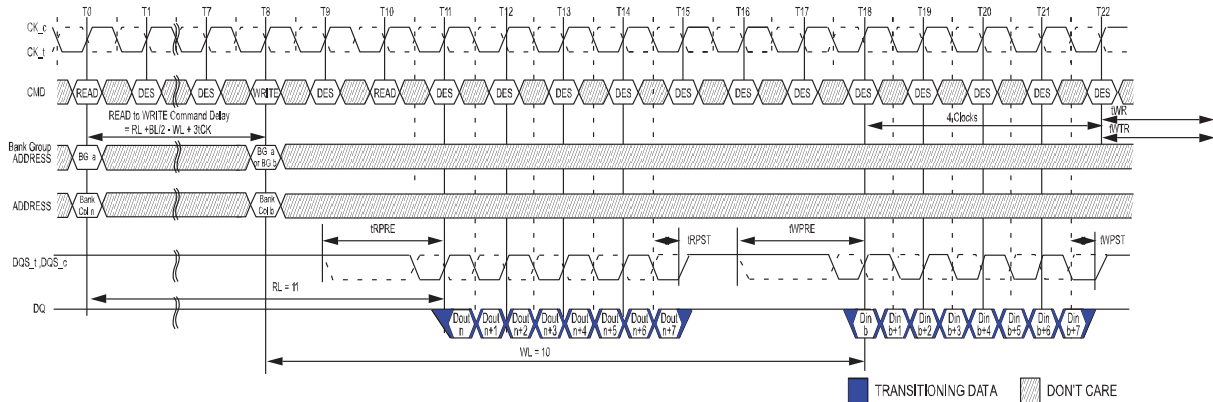 T0 T1 T7 T8 T9 T10 T11 T12 T13 T14 T15 T16 T17 T18 T19 T20 T21 T22
CK_c
CK_t
CMD READ DES DES WRITE DES READ DES DES DES DES DES DES DES DES DES DES DES DES
READ to WRITE Command Delay
= RL +BL/2 - WL + 3tCK
4 Clocks
tWR
tWTR
Bank Group
ADDRESS
BG a
BG a
or BG b
ADDRESS
Bank
Col n
Bank
Col b
tRPRE tRPST tWPRE tWPST
DQS_t ,DQS_c
RL = 11
DQ
Dout
n
Dout
n+1
Dout
n+2
Dout
n+3
Dout
n+4
Dout
n+5
Dout
n+6
Dout
n+7
Din
b
Din
b+1
Din
b+2
Din
b+3
Din
b+4
Din
b+5
Din
b+6
Din
b+7
WL = 10
TRANSITIONING DATA
DON'T CARE